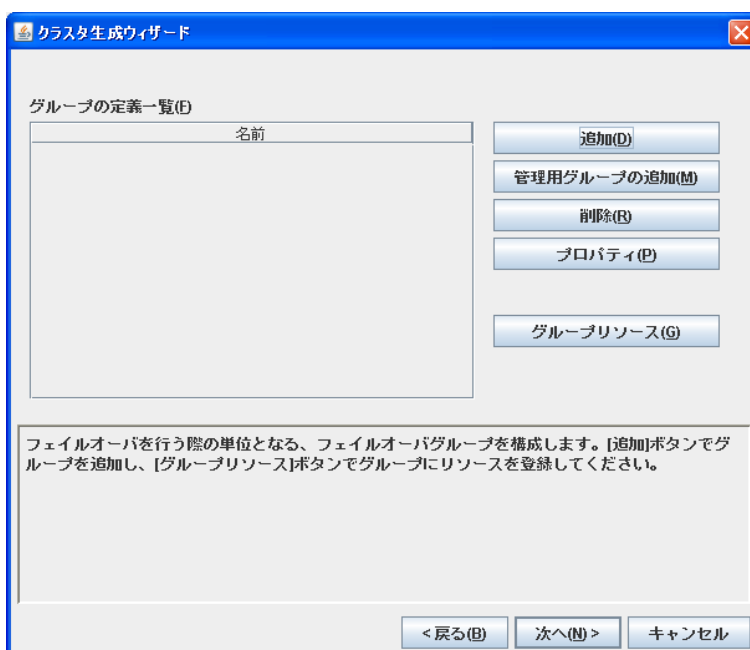 クラスタ生成ウィザード
グループの定義一覧(F)
名前
追加(D)
管理用グループの追加(M)
削除(R)
プロパティ(P)
グループリソース(G)
フェイルオーバを行う際の単位となる、フェイルオーバグループを構成します。[追加]ボタンでグ
ループを追加し、[グループリソース]ボタンでグループにリソースを登録してください。
<戻る(B)
次へ(N)>
キャンセル